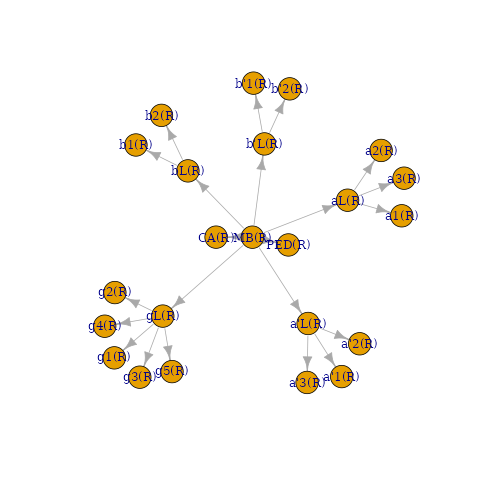 b'1(R)
b'2(R)
b2(R)
b1(R)
b'L(R)
a2(R)
bL(R)
a3(R)
aL(R)
a1(R)
CA(R)
MB(R)
PED(R)
g2(R)
gL(R)
g4(R)
a'L(R)
a'2(R)
g1(R)
g5(R)
g3(R)
a'1(R)
a'3(R)